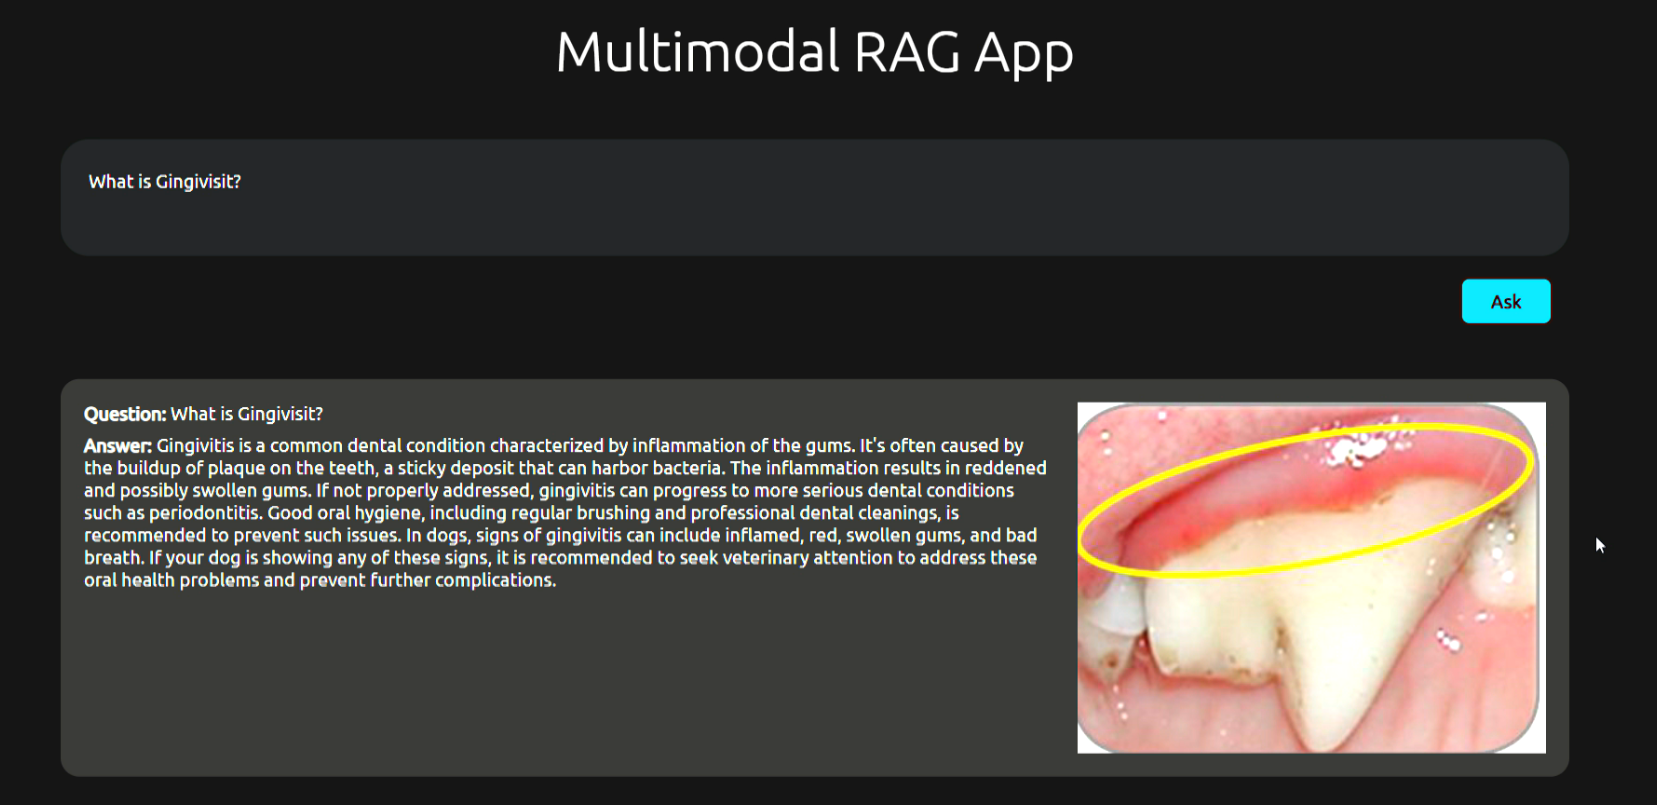 Multimodal RAG App
What is Gingivisit?
Ask
Question: What is Gingivisit?
Answer: Gingivitis is a common dental condition characterized by inflammation of the gums. It's often caused by
the buildup of plaque on the teeth, a sticky deposit that can harbor bacteria. The inflammation results in reddened
and possibly swollen gums. If not properly addressed, gingivitis can progress to more serious dental conditions
such as periodontitis. Good oral hygiene, including regular brushing and professional dental cleanings, is
recommended to prevent such issues. In dogs, signs of gingivitis can include inflamed, red, swollen gums, and bad
breath. If your dog is showing any of these signs, it is recommended to seek veterinary attention to address these
oral health problems and prevent further complications.